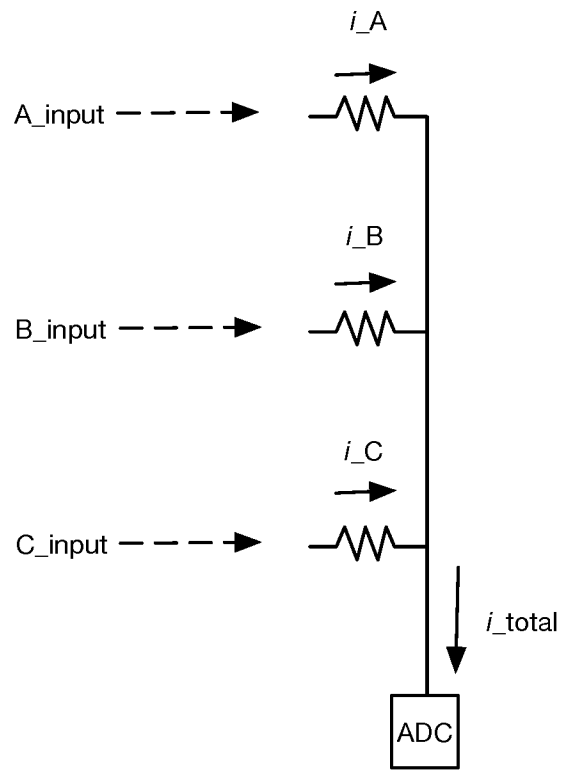 i_A
A_input
i_B
B_input
i_C
C_input
i_total
ADC